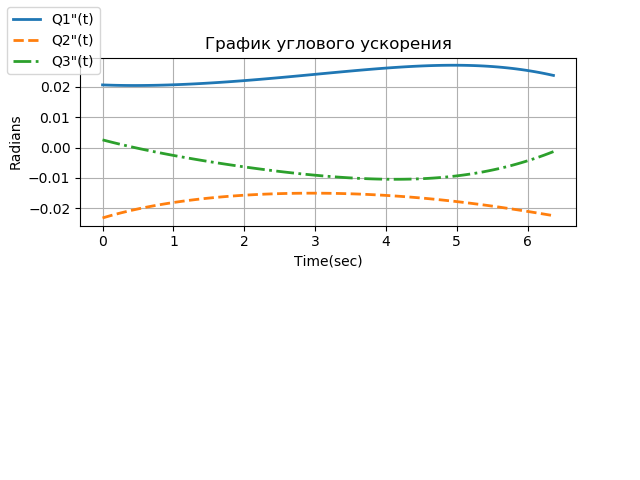 Q1"(t)
Q2"(t)
Q3"(t)
График углового ускорения
0.02
0.01
0.00
−0.01
−0.02
Radians
0 1 2 3 4 5 6
Time(sec)